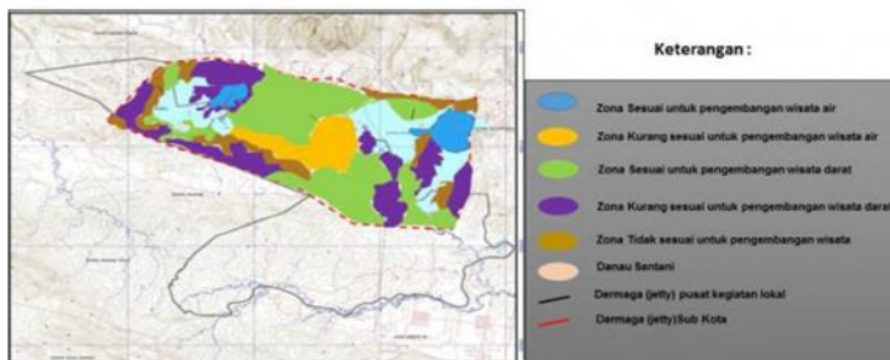 Keterangan :
Zona Sesuai untuk pengembangan wisata air
Zona Kurang sesuai untuk pengembangan wisata air
Zona Sesuai untuk pengembangan wisata darat
Zona Kurang sesuai untuk pengembangan wisata darat
Zona Tidak sesuai untuk pengembangan wisata
Danau Sentani
Dermaga (jetty) pusat kegiatan lokal
Dermaga (jetty)Sub Kota